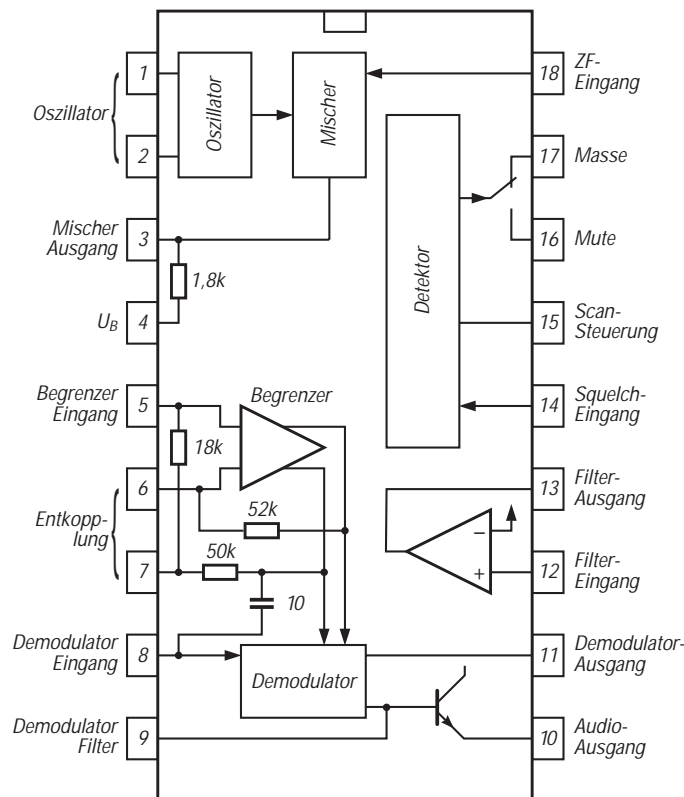 1
Oszillator
2
Oszillator
Mischer
18
ZF-
Eingang
17
Masse
16
Mute
Mischer
Ausgang
3
1,8k
UB
4
Detektor
15
Scan-
Steuerung
14
Squelch-
Eingang
Begrenzer
Eingang
5
Begrenzer
18k
6
Entkopp-
lung
7
52k
50k
10
13
Filter-
Ausgang
−
+
12
Filter-
Eingang
Demodulator
Eingang
8
Demodulator
11
Demodulator-
Ausgang
Demodulator
Filter
9
10
Audio-
Ausgang